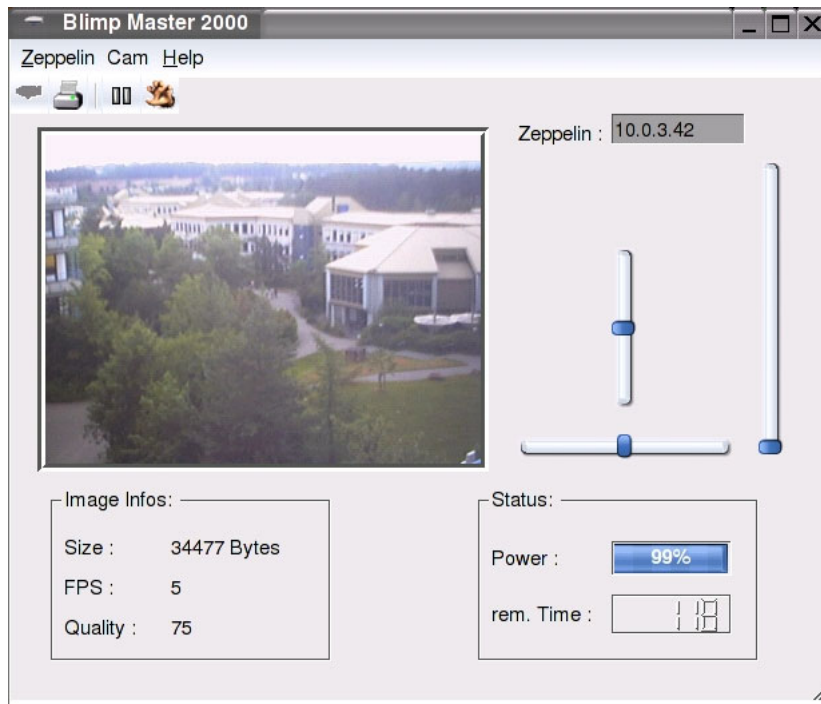 Blimp Master 2000
Zeppelin Cam Help
Zeppelin : 10.0.3.42
Image Infos:
Size : 34477 Bytes
FPS : 5
Quality : 75
Status:
Power : 99%
rem. Time : 118